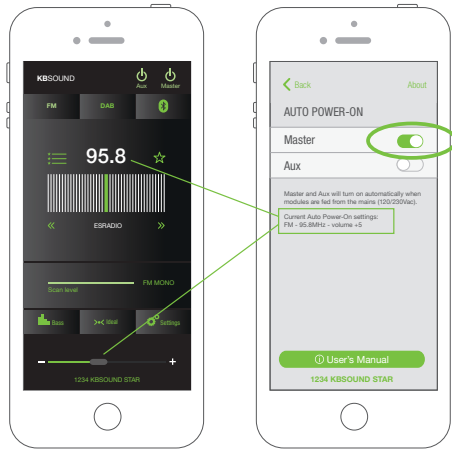 KBSOUND
Aux Master
FM DAB
95.8
ESRADIO
FM MONO
Scan level
Bass Ideal Settings
- +
1234 KBSOUND STAR
Back About
AUTO POWER-ON
Master
Aux
Master and Aux will turn on automatically when
modules are fed from the mains (120/230Vac).
Current Auto Power-On settings:
FM - 95.8MHz - volume +5
User's Manual
1234 KBSOUND STAR